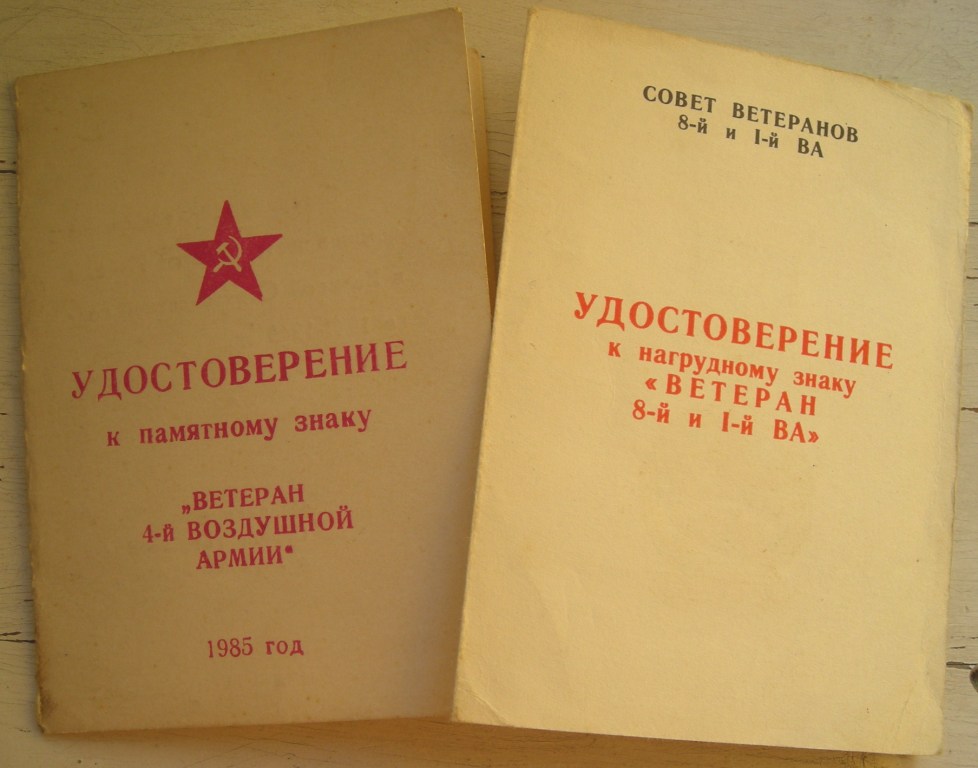 УДОСТОВЕРЕНИЕ
к памятному знаку
„ВЕТЕРАН
4-й ВОЗДУШНОЙ
АРМИИ“
1985 год
СОВЕТ ВЕТЕРАНОВ
8-й и I-й ВА
УДОСТОВЕРЕНИЕ
к нагрудному знаку
«ВЕТЕРАН
8-й и I-й ВА»